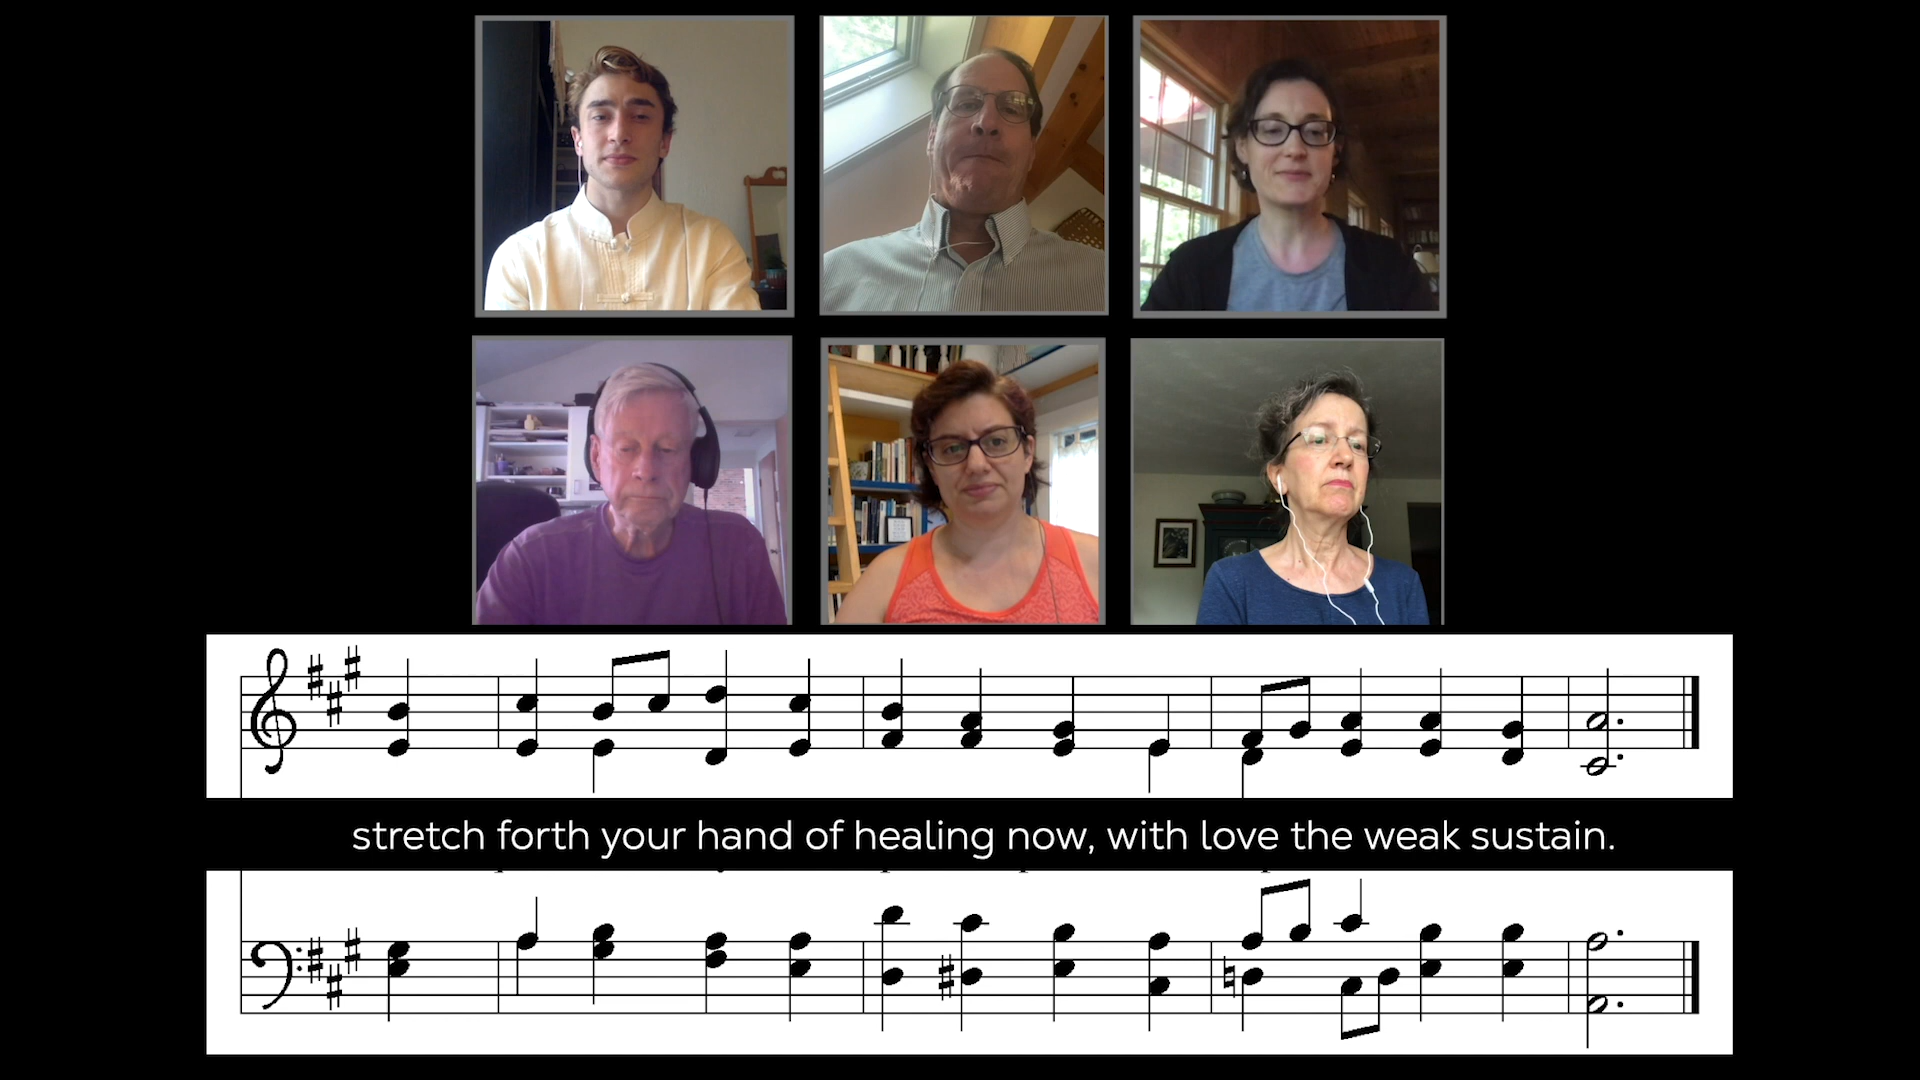 stretch forth your hand of healing now, with love the weak sustain.